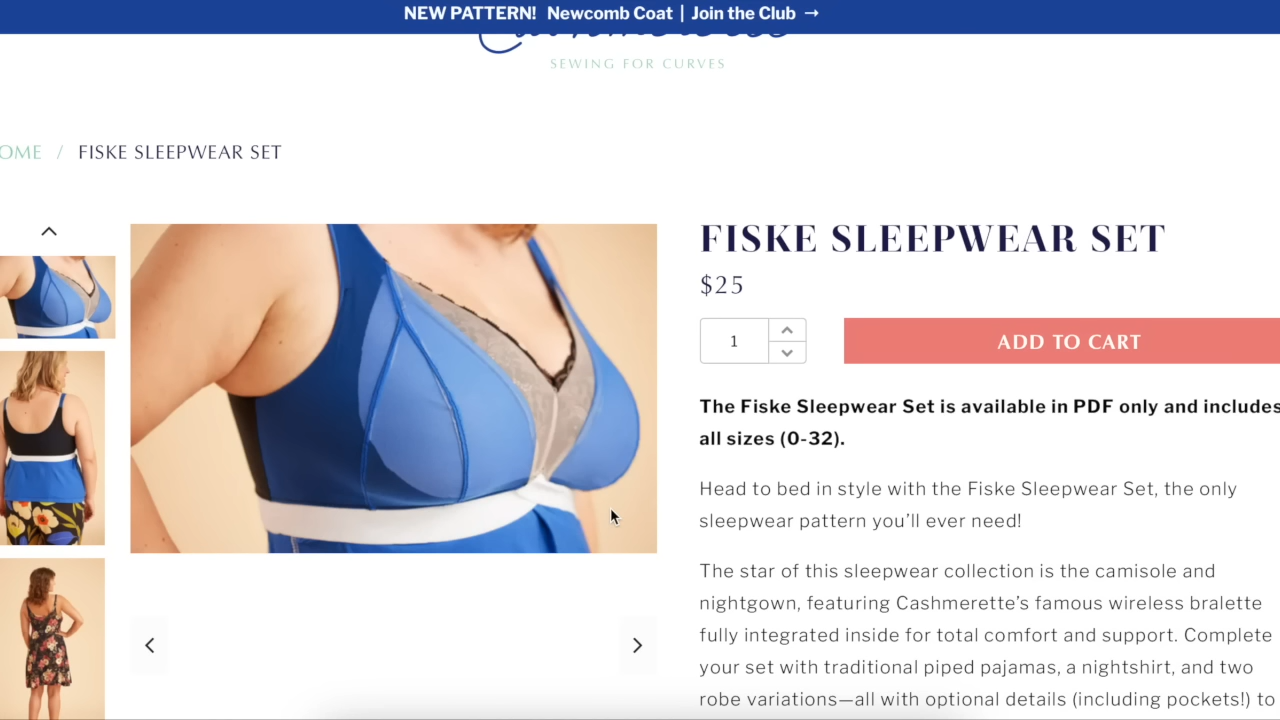 NEW PATTERN! Newcomb Coat | Join the Club →
SEWING FOR CURVES
OME / FISKE SLEEPWEAR SET
FISKE SLEEPWEAR SET
$25
1
ADD TO CART
The Fiske Sleepwear Set is available in PDF only and includes
all sizes (0-32).
Head to bed in style with the Fiske Sleepwear Set, the only
sleepwear pattern you’ll ever need!
The star of this sleepwear collection is the camisole and
nightgown, featuring Cashmerette’s famous wireless bralette
fully integrated inside for total comfort and support. Complete
your set with traditional piped pajamas, a nightshirt, and two
robe variations—all with optional details (including pockets!) to